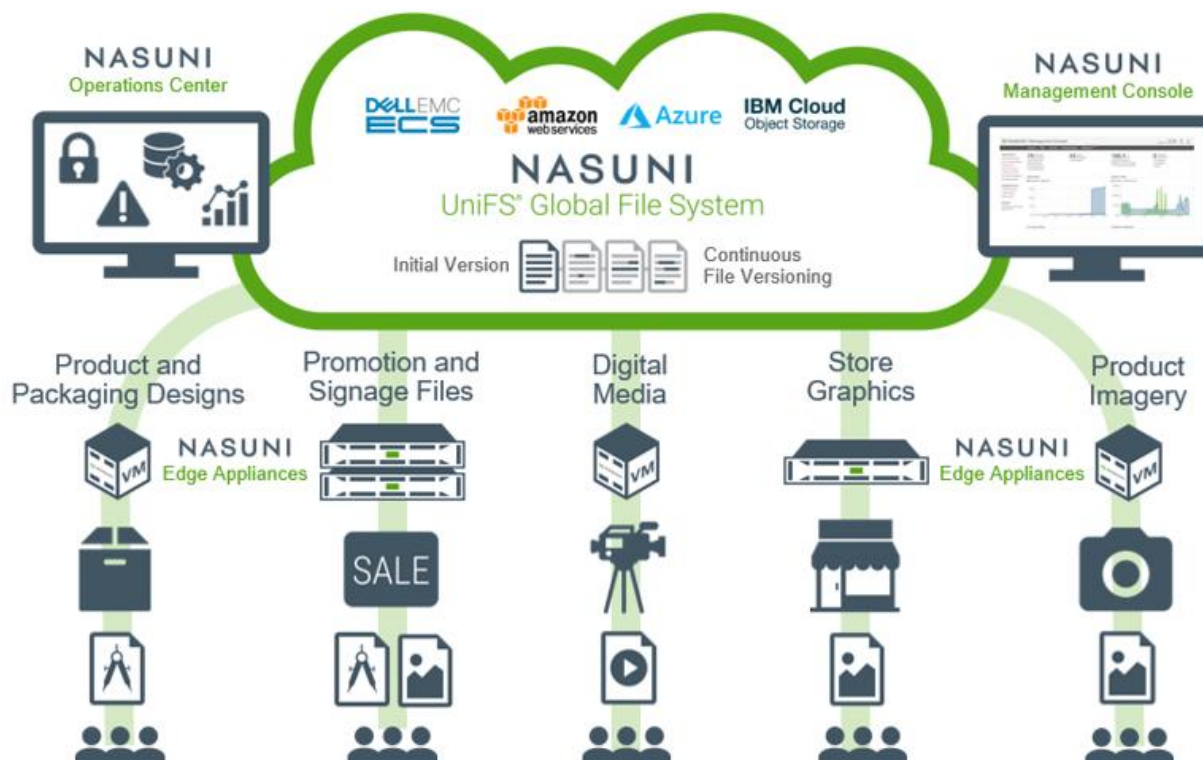 NASUNI
Operations Center
NASUNI
Management Console
DELLEMC
ECS
amazon
webservices
Azure
IBM Cloud
Object Storage
NASUNI
UniFS® Global File System
Initial Version
Continuous
File Versioning
Product and
Packaging Designs
Promotion and
Signage Files
Digital
Media
Store
Graphics
Product
Imagery
VM
NASUNI
Edge Appliances
VM
NASUNI
Edge Appliances
VM
SALE